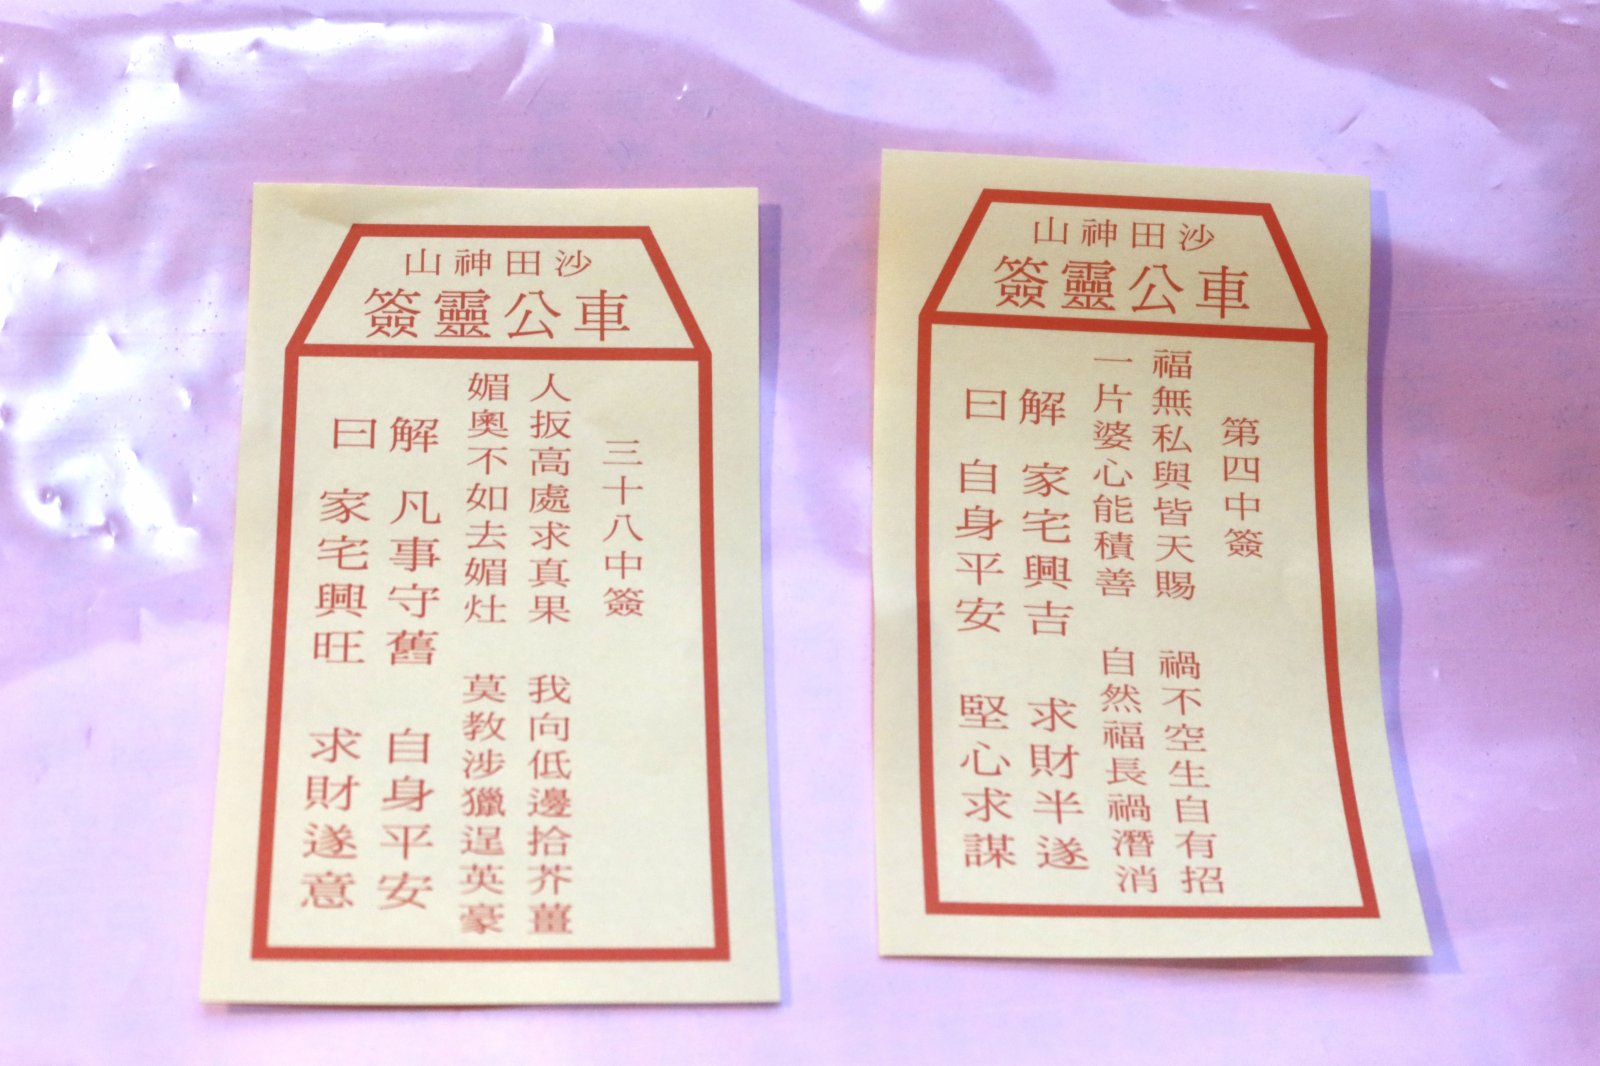 沙田神山
車公靈簽
三十八中簽
人扳高處求真果 我向低邊拾芥薑
媚奧不如去媚灶 莫教涉獵逞英豪
解 凡事守舊 自身平安
曰 家宅興旺 求財遂意
沙田神山
車公靈簽
第四中簽
福無私與皆天賜 禍不空生自有招
一片婆心能積善 自然福長禍潛消
解 家宅興吉 求財半遂
曰 自身平安 堅心求謀